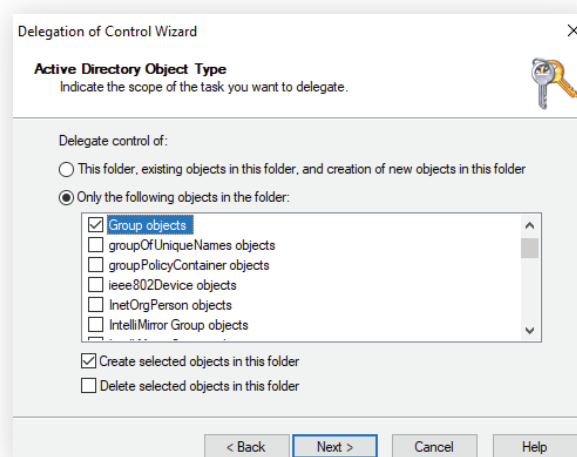 Delegation of Control Wizard
Active Directory Object Type
Indicate the scope of the task you want to delegate.
Delegate control of:
This folder, existing objects in this folder, and creation of new objects in this folder
Only the following objects in the folder:
Group objects
groupOfUniqueNames objects
groupPolicyContainer objects
ieee802Device objects
InetOrgPerson objects
IntelliMirror Group objects
Create selected objects in this folder
Delete selected objects in this folder
< Back Next > Cancel Help